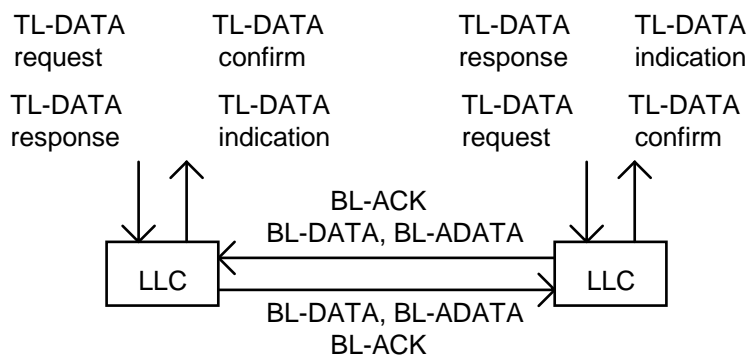 TL-DATA request
TL-DATA confirm
TL-DATA response
TL-DATA indication
TL-DATA response
TL-DATA indication
TL-DATA request
TL-DATA confirm
BL-ACK
BL-DATA, BL-ADATA
LLC
LLC
BL-DATA, BL-ADATA
BL-ACK